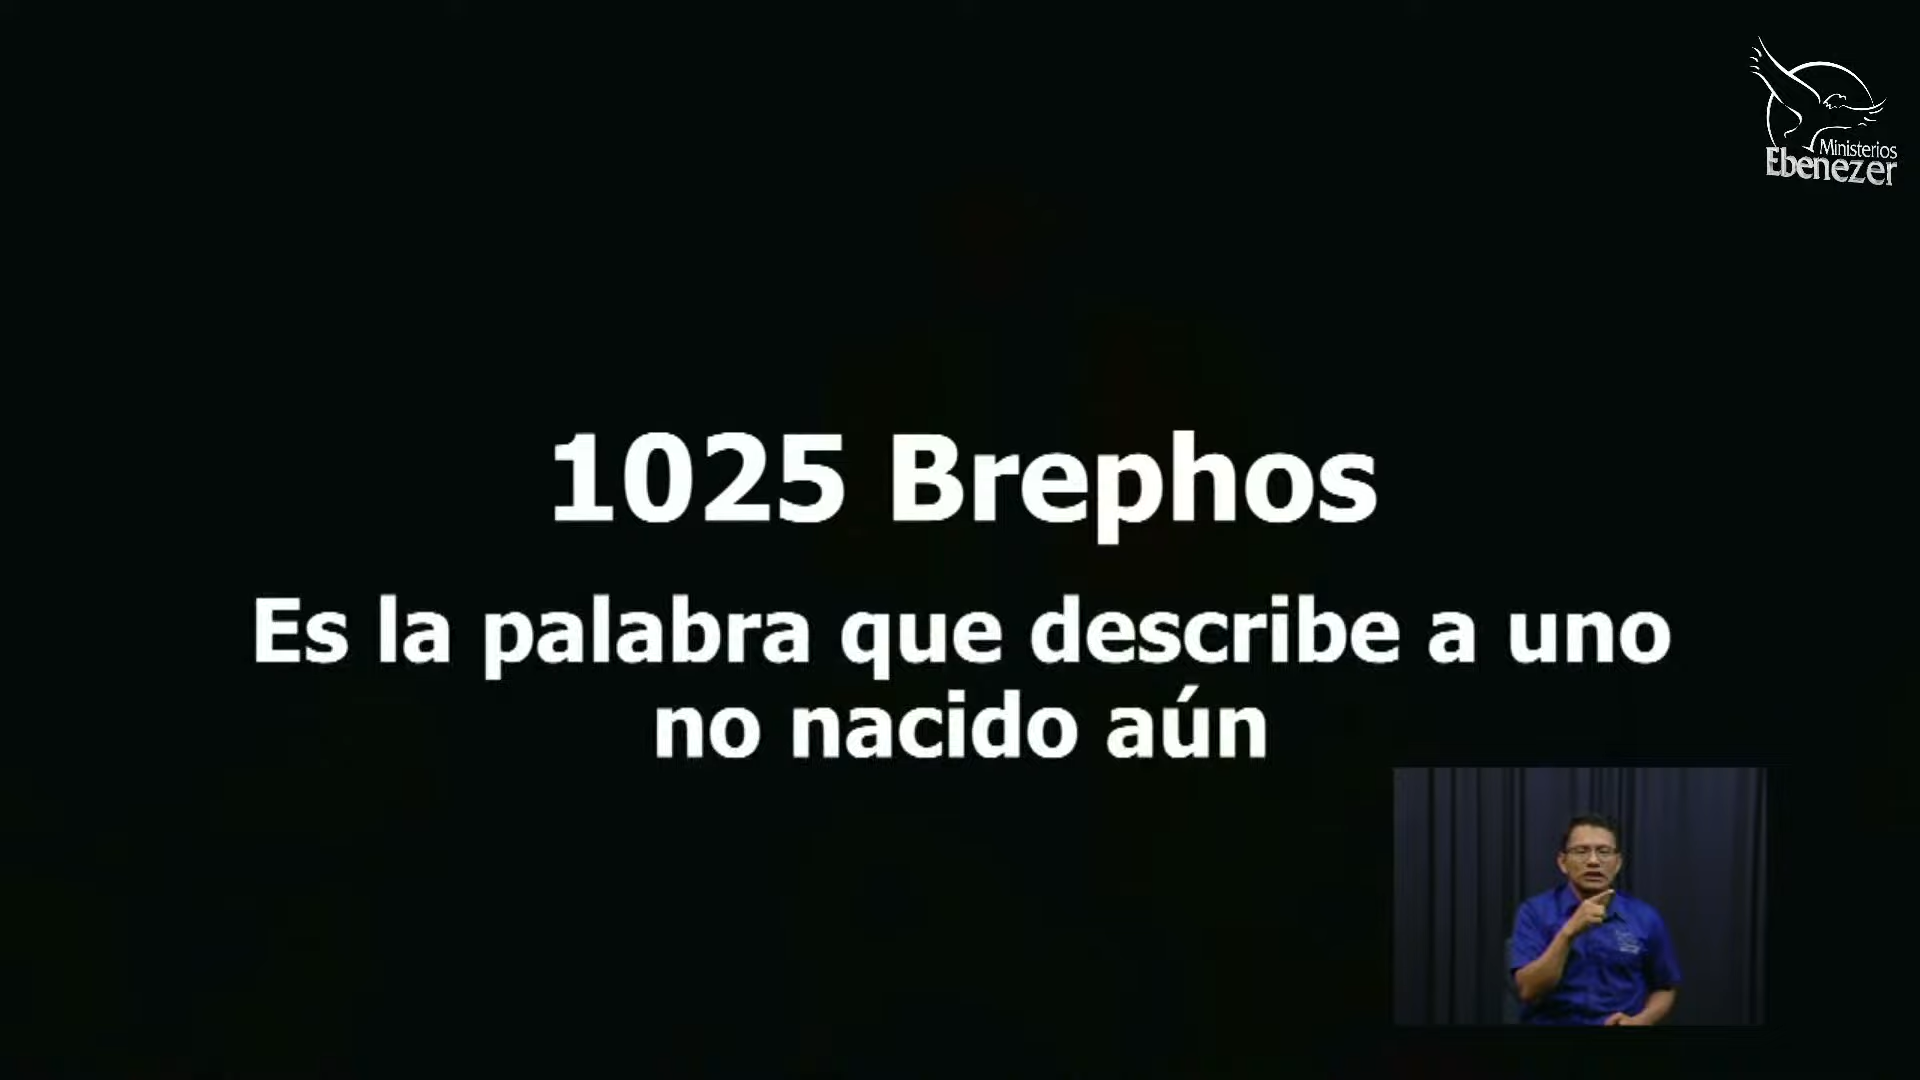 Ministerios
Ebenezer
1025 Brephos
Es la palabra que describe a uno
no nacido aún